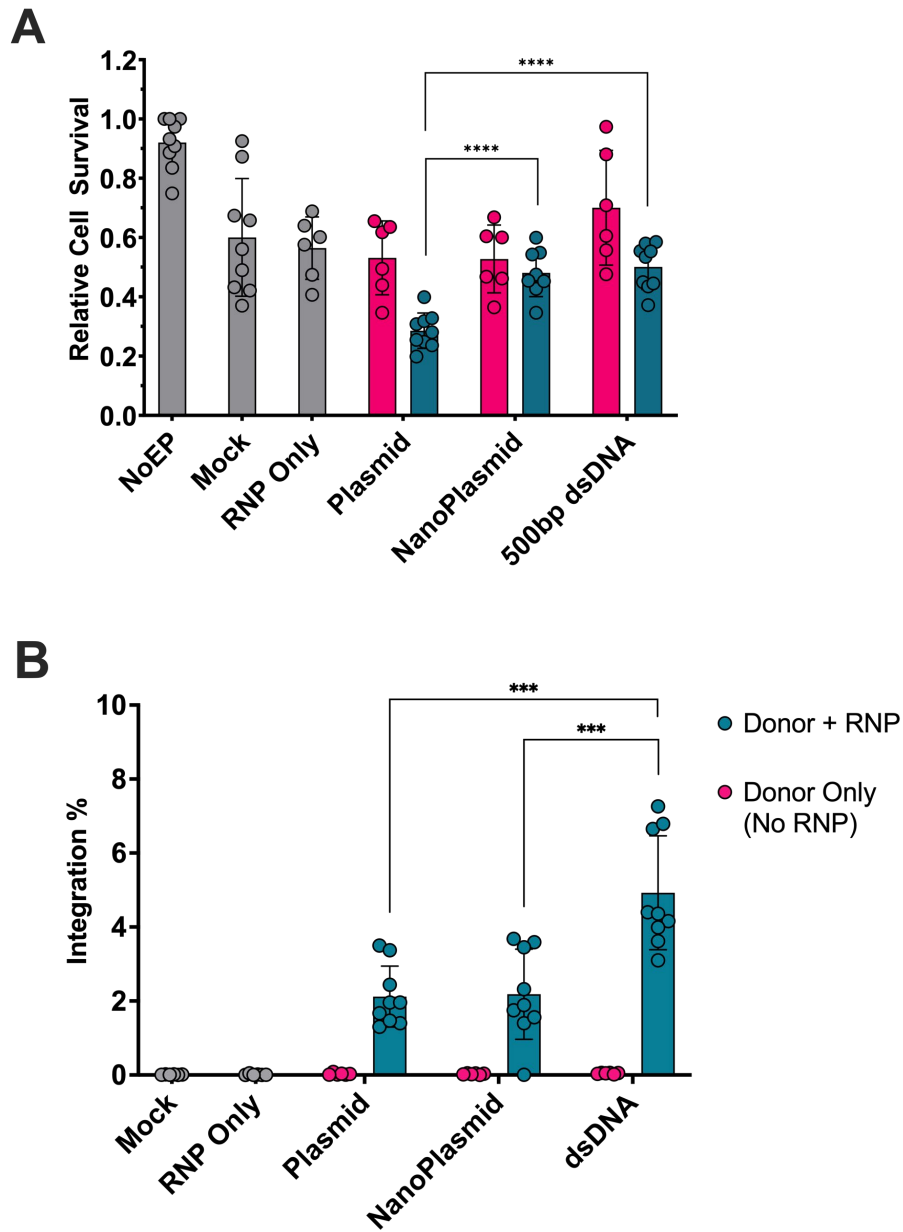 A
Relative Cell Survival
1.2
1.0
0.8
0.6
0.4
0.2
0.0
****
****
NoEP
Mock
RNP Only
Plasmid
NanoPlasmid
500bp dsDNA
B
Integration %
10
8
6
4
2
0
***
***
Mock
RNP Only
Plasmid
NanoPlasmid
dsDNA
Donor + RNP
Donor Only
(No RNP)